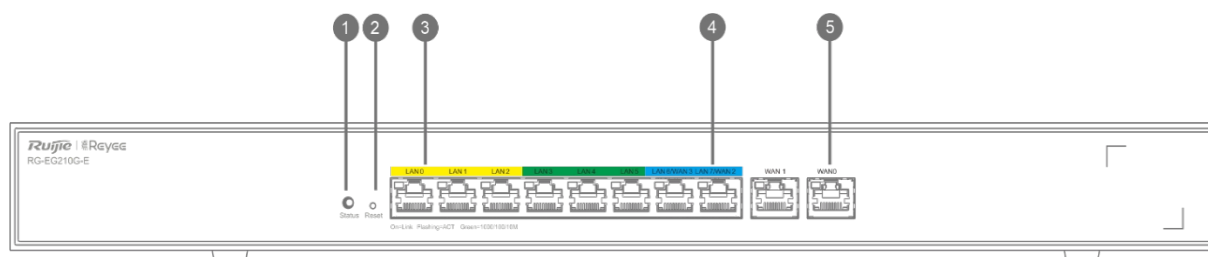 1 2 3 4 5
Ruijie | Reyee
RG-EG210G-E
LAN 0 LAN 1 LAN 2 LAN 3 LAN 4 LAN 5 LAN 6/WAN 3 LAN 7/WAN 2 WAN 1 WAN0
Status Reset
On-Link Flashing-ACT Green-1000/100/10M